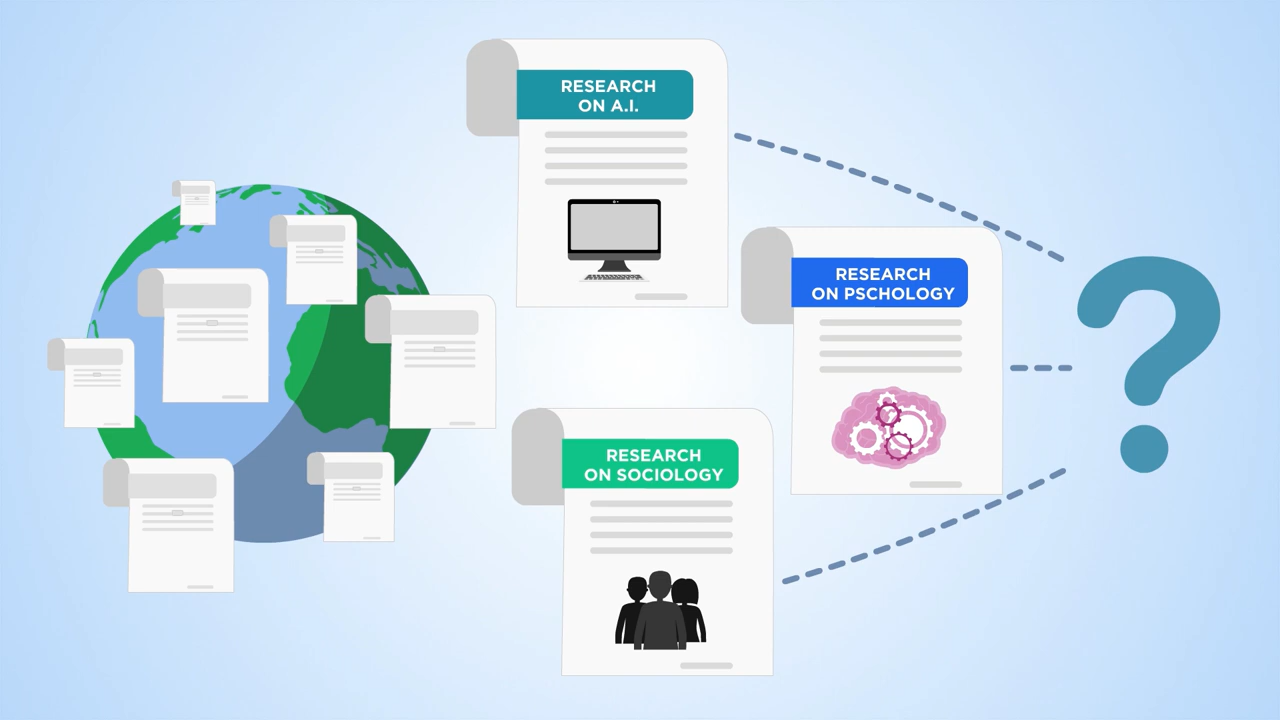 RESEARCH
ON A.I.
RESEARCH
ON PSCHOLOGY
RESEARCH
ON SOCIOLOGY
?